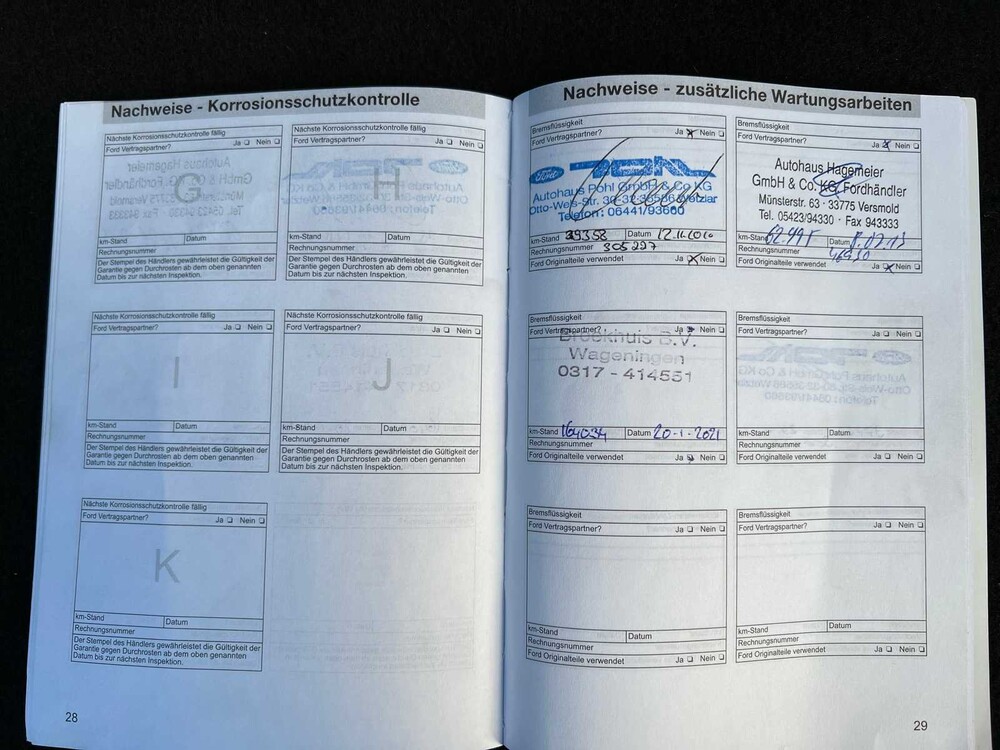 Nachweise - Korrosionsschutzkontrolle
Nächste Korrosionsschutzkontrolle fällig
Ford Vertragspartner? Ja Nein
G
km-Stand Datum
Rechnungsnummer
Der Stempel des Händlers gewährleistet die Gültigkeit der
Garantie gegen Durchrosten ab dem oben genannten
Datum bis zur nächsten Inspektion.
Nächste Korrosionsschutzkontrolle fällig
Ford Vertragspartner? Ja Nein
H
km-Stand Datum
Rechnungsnummer
Der Stempel des Händlers gewährleistet die Gültigkeit der
Garantie gegen Durchrosten ab dem oben genannten
Datum bis zur nächsten Inspektion.
Nächste Korrosionsschutzkontrolle fällig
Ford Vertragspartner? Ja Nein
I
km-Stand Datum
Rechnungsnummer
Der Stempel des Händlers gewährleistet die Gültigkeit der
Garantie gegen Durchrosten ab dem oben genannten
Datum bis zur nächsten Inspektion.
Nächste Korrosionsschutzkontrolle fällig
Ford Vertragspartner? Ja Nein
J
km-Stand Datum
Rechnungsnummer
Der Stempel des Händlers gewährleistet die Gültigkeit der
Garantie gegen Durchrosten ab dem oben genannten
Datum bis zur nächsten Inspektion.
Nächste Korrosionsschutzkontrolle fällig
Ford Vertragspartner? Ja Nein
K
km-Stand Datum
Rechnungsnummer
Der Stempel des Händlers gewährleistet die Gültigkeit der
Garantie gegen Durchrosten ab dem oben genannten
Datum bis zur nächsten Inspektion.
28
Nachweise - zusätzliche Wartungsarbeiten
Bremsflüssigkeit
Ford Vertragspartner? Ja Nein
Ford
Autohaus Pohl GmbH & Co KG
Otto-Wels-Str. 30-32·35586 Wetzlar
Telefon: 06441/93660
km-Stand 39358 Datum 12.11.2010
Rechnungsnummer 305297
Ford Originalteile verwendet Ja Nein
Bremsflüssigkeit
Ford Vertragspartner? Ja Nein
Autohaus Hagemeier
GmbH & Co. KG, Fordhändler
Münsterstr. 63 · 33775 Versmold
Tel. 05423/94330 · Fax 943333
km-Stand Datum
Rechnungsnummer
Ford Originalteile verwendet Ja Nein
Bremsflüssigkeit
Ford Vertragspartner? Ja Nein
Broekhuis B.V.
Wageningen
0317 - 414551
km-Stand 164034 Datum 20-1-2021
Rechnungsnummer
Ford Originalteile verwendet Ja Nein
Bremsflüssigkeit
Ford Vertragspartner? Ja Nein
km-Stand Datum
Rechnungsnummer
Ford Originalteile verwendet Ja Nein
Bremsflüssigkeit
Ford Vertragspartner? Ja Nein
km-Stand Datum
Rechnungsnummer
Ford Originalteile verwendet Ja Nein
Bremsflüssigkeit
Ford Vertragspartner? Ja Nein
km-Stand Datum
Rechnungsnummer
Ford Originalteile verwendet Ja Nein
29